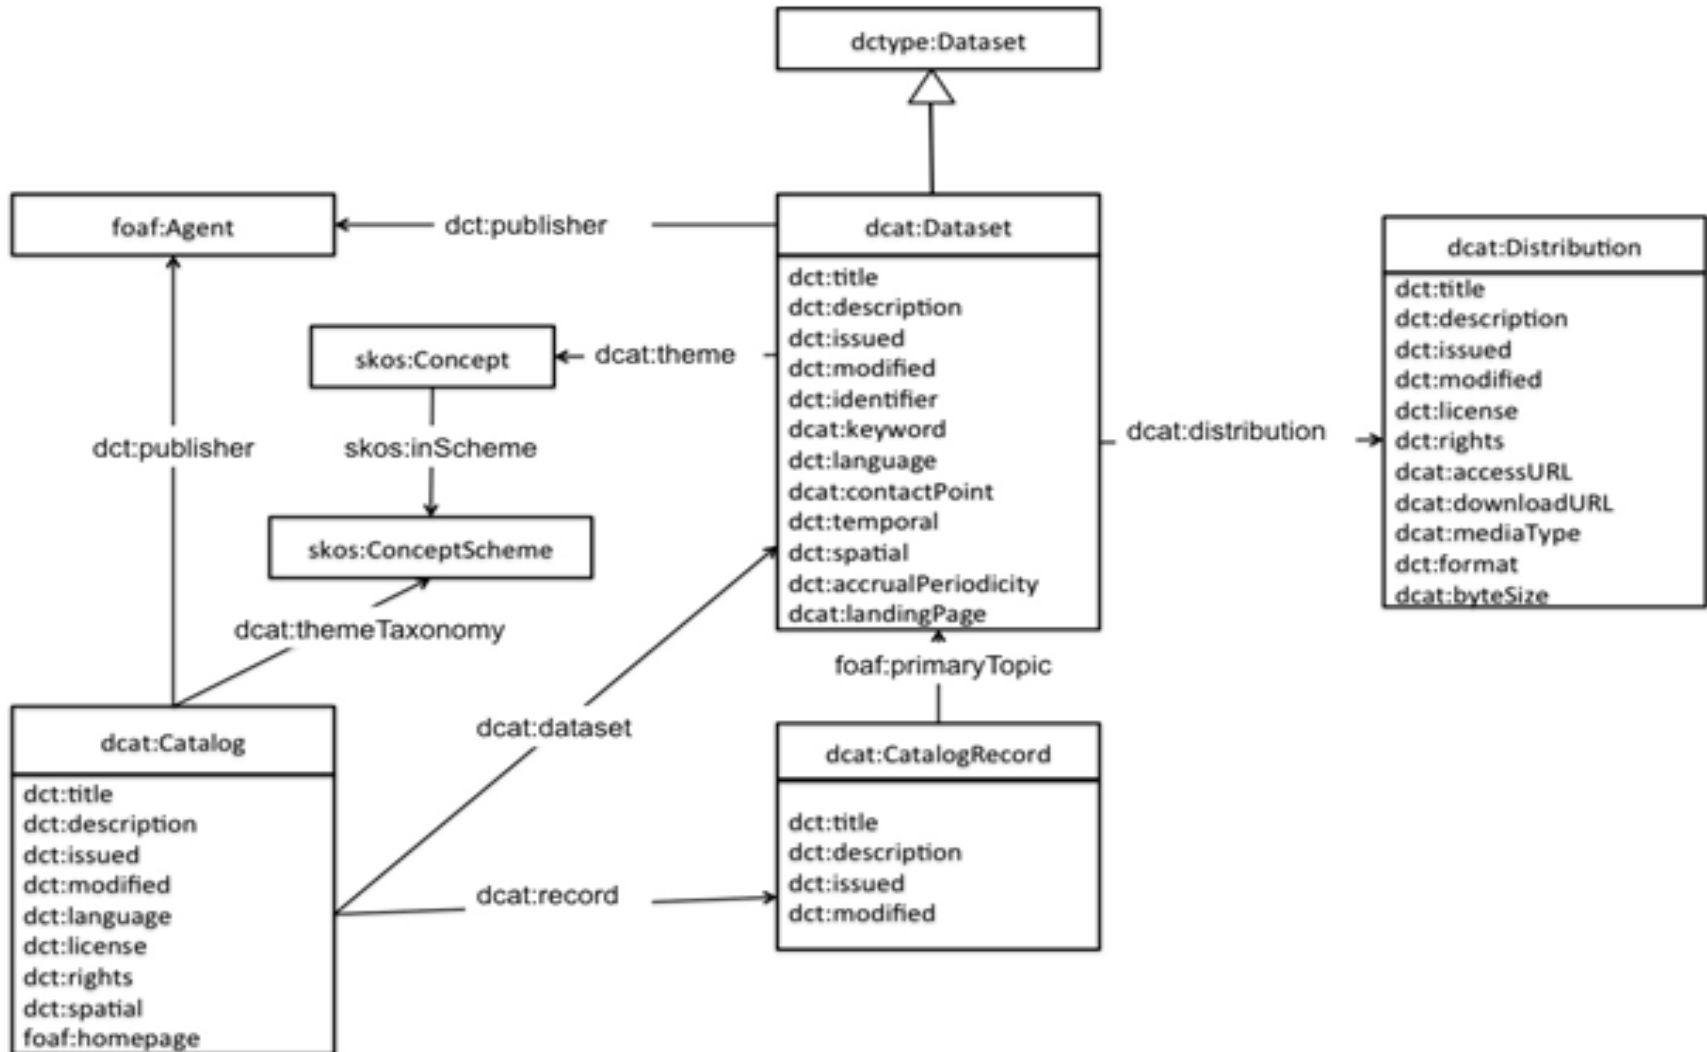 dctype:Dataset
foaf:Agent
dct:publisher
dcat:Dataset
dct:title
dct:description
dct:issued
dct:modified
dct:identifier
dcat:keyword
dct:language
dcat:contactPoint
dct:temporal
dct:spatial
dct:accrualPeriodicity
dcat:landingPage
dcat:Distribution
dct:title
dct:description
dct:issued
dct:modified
dct:license
dct:rights
dcat:accessURL
dcat:downloadURL
dcat:mediaType
dct:format
dcat:byteSize
skos:Concept
dcat:theme
dcat:distribution
dct:publisher
skos:inScheme
skos:ConceptScheme
dcat:themeTaxonomy
foaf:primaryTopic
dcat:dataset
dcat:Catalog
dct:title
dct:description
dct:issued
dct:modified
dct:language
dct:license
dct:rights
dct:spatial
foaf:homepage
dcat:record
dcat:CatalogRecord
dct:title
dct:description
dct:issued
dct:modified